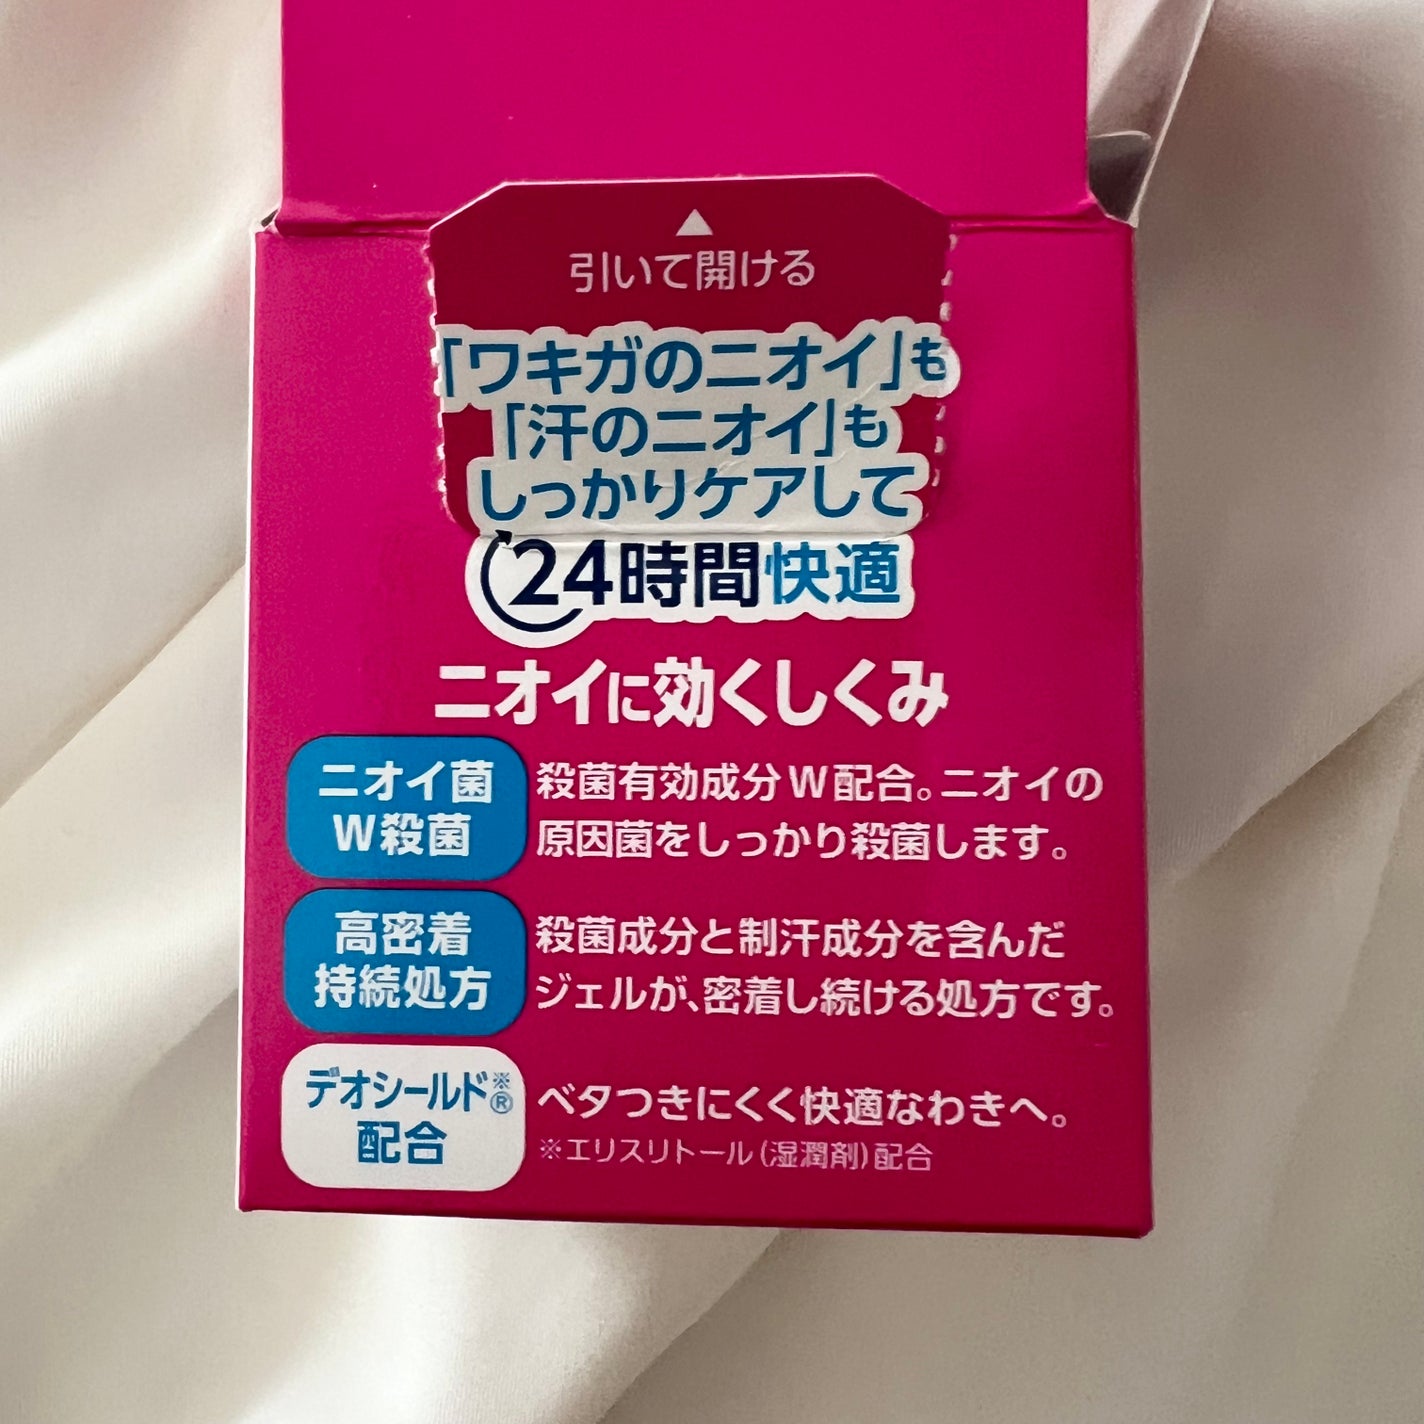 ▲
引いて開ける
「ワキガのニオイ」も
「汗のニオイ」も
しっかりケアして
24時間快適
ニオイに効くしくみ
ニオイ菌
W殺菌
殺菌有効成分W配合。ニオイの
原因菌をしっかり殺菌します。
高密着
持続処方
殺菌成分と制汗成分を含んだ
ジェルが、密着し続ける処方です。
デオシールド®※
配合
ベタつきにくく快適なわきへ。
※エリスリトール(湿潤剤)配合